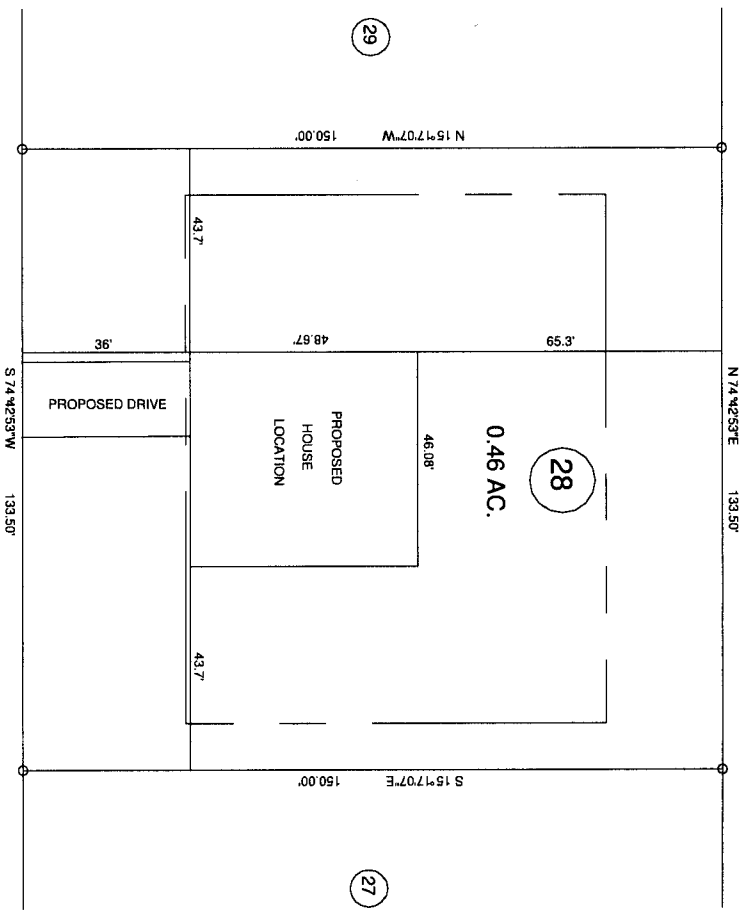 29
N 15°17'07"W 150.00'
43.7'
36'
48.67'
65.3'
N 74°42'53"E 133.50'
S 74°42'53"W 133.50'
PROPOSED DRIVE
PROPOSED
HOUSE
LOCATION
46.08'
28
0.46 AC.
43.7'
S 15°17'07"E 150.00'
27